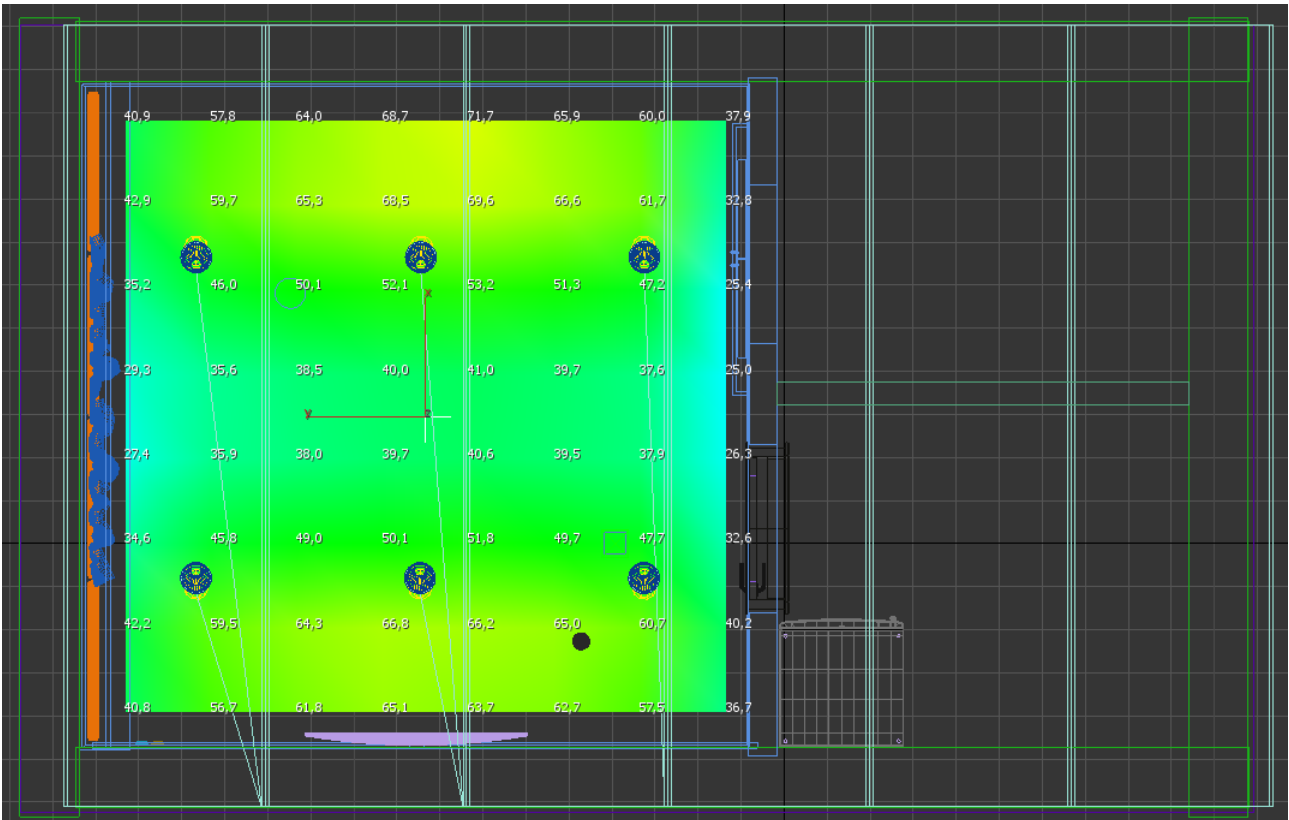 40,9 57,8 64,0 68,7 71,7 65,9 60,0 37,9
42,9 59,7 65,3 68,5 69,6 66,6 61,7 32,8
35,2 46,0 50,1 52,1 53,2 51,3 47,2 25,4
x
29,3 35,6 38,5 40,0 41,0 39,7 37,6 25,0
y z
27,4 35,9 38,0 39,7 40,6 39,5 37,9 26,3
34,6 45,8 49,0 50,1 51,8 49,7 47,7 32,6
42,2 59,5 64,3 66,8 66,2 65,0 60,7 40,2
40,8 56,7 61,8 65,1 63,7 62,7 57,5 36,7